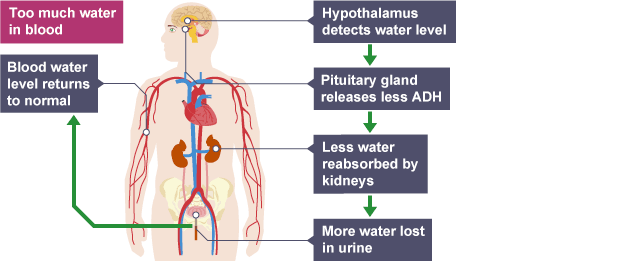 Too much water
in blood
Blood water
level returns
to normal
Hypothalamus
detects water level
Pituitary gland
releases less ADH
Less water
reabsorbed by
kidneys
More water lost
in urine